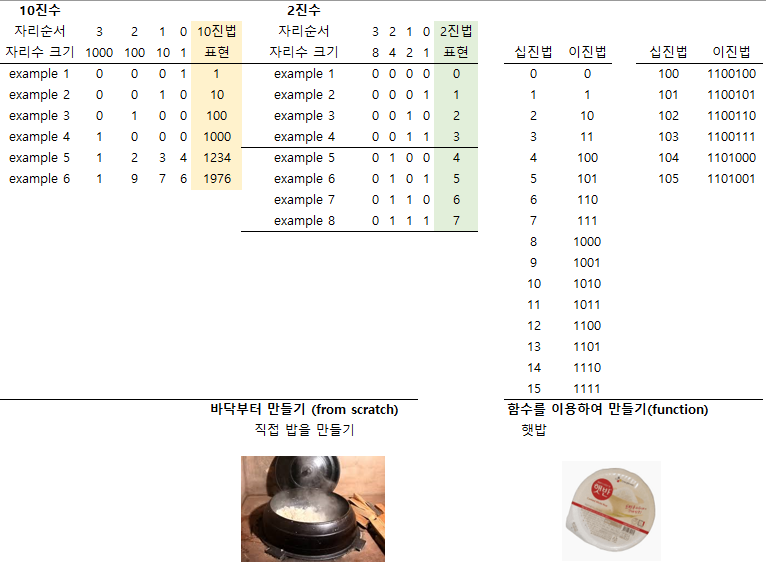 10진수 2진수
자리순서 3 2 1 0 10진법 자리순서 3 2 1 0 2진법
자리수 크기 1000 100 10 1 표현 자리수 크기 8 4 2 1 표현 십진법 이진법 십진법 이진법
example 1 0 0 0 1 1 example 1 0 0 0 0 0 0 0 100 1100100
example 2 0 0 1 0 10 example 2 0 0 0 1 1 1 1 101 1100101
example 3 0 1 0 0 100 example 3 0 0 1 0 2 2 10 102 1100110
example 4 1 0 0 0 1000 example 4 0 0 1 1 3 3 11 103 1100111
example 5 1 2 3 4 1234 example 5 0 1 0 0 4 4 100 104 1101000
example 6 1 9 7 6 1976 example 6 0 1 0 1 5 5 101 105 1101001
example 7 0 1 1 0 6 6 110
example 8 0 1 1 1 7 7 111
8 1000
9 1001
10 1010
11 1011
12 1100
13 1101
14 1110
15 1111
바닥부터 만들기 (from scratch) 함수를 이용하여 만들기(function)
직접 밥을 만들기 햇밥
햇반